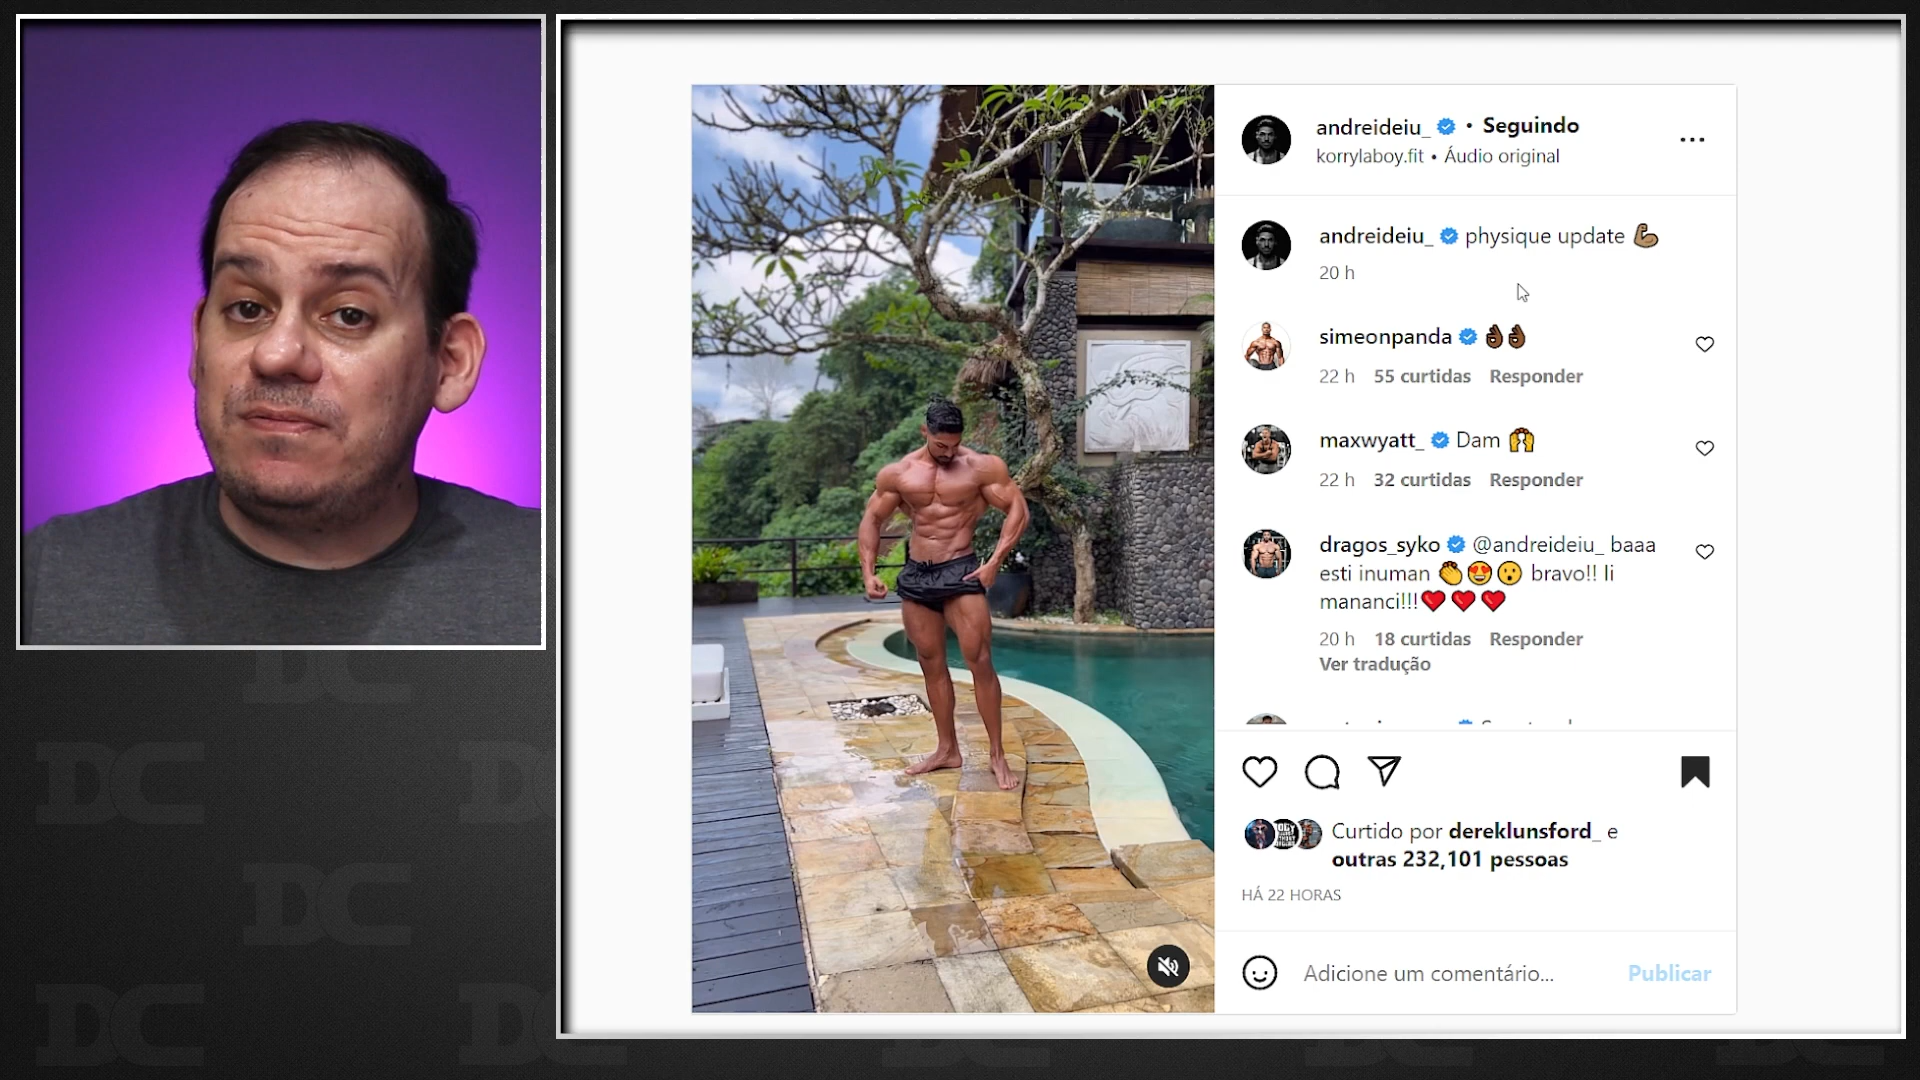 andreideiu_ • Seguindo
korrylaboy.fit • Áudio original
andreideiu_ physique update 💪🏽
20 h
simeonpanda 👌🏿👌🏿
22 h 55 curtidas Responder
maxwyatt_ Dam 🙌
22 h 32 curtidas Responder
dragos_syko @andreideiu_ baaa
esti inuman 👏😍😮 bravo!! Ii
mananci!!!❤️❤️❤️
20 h 18 curtidas Responder
Ver tradução
Curtido por dereklunsford_ e
outras 232,101 pessoas
HÁ 22 HORAS
Adicione um comentário... Publicar
DC